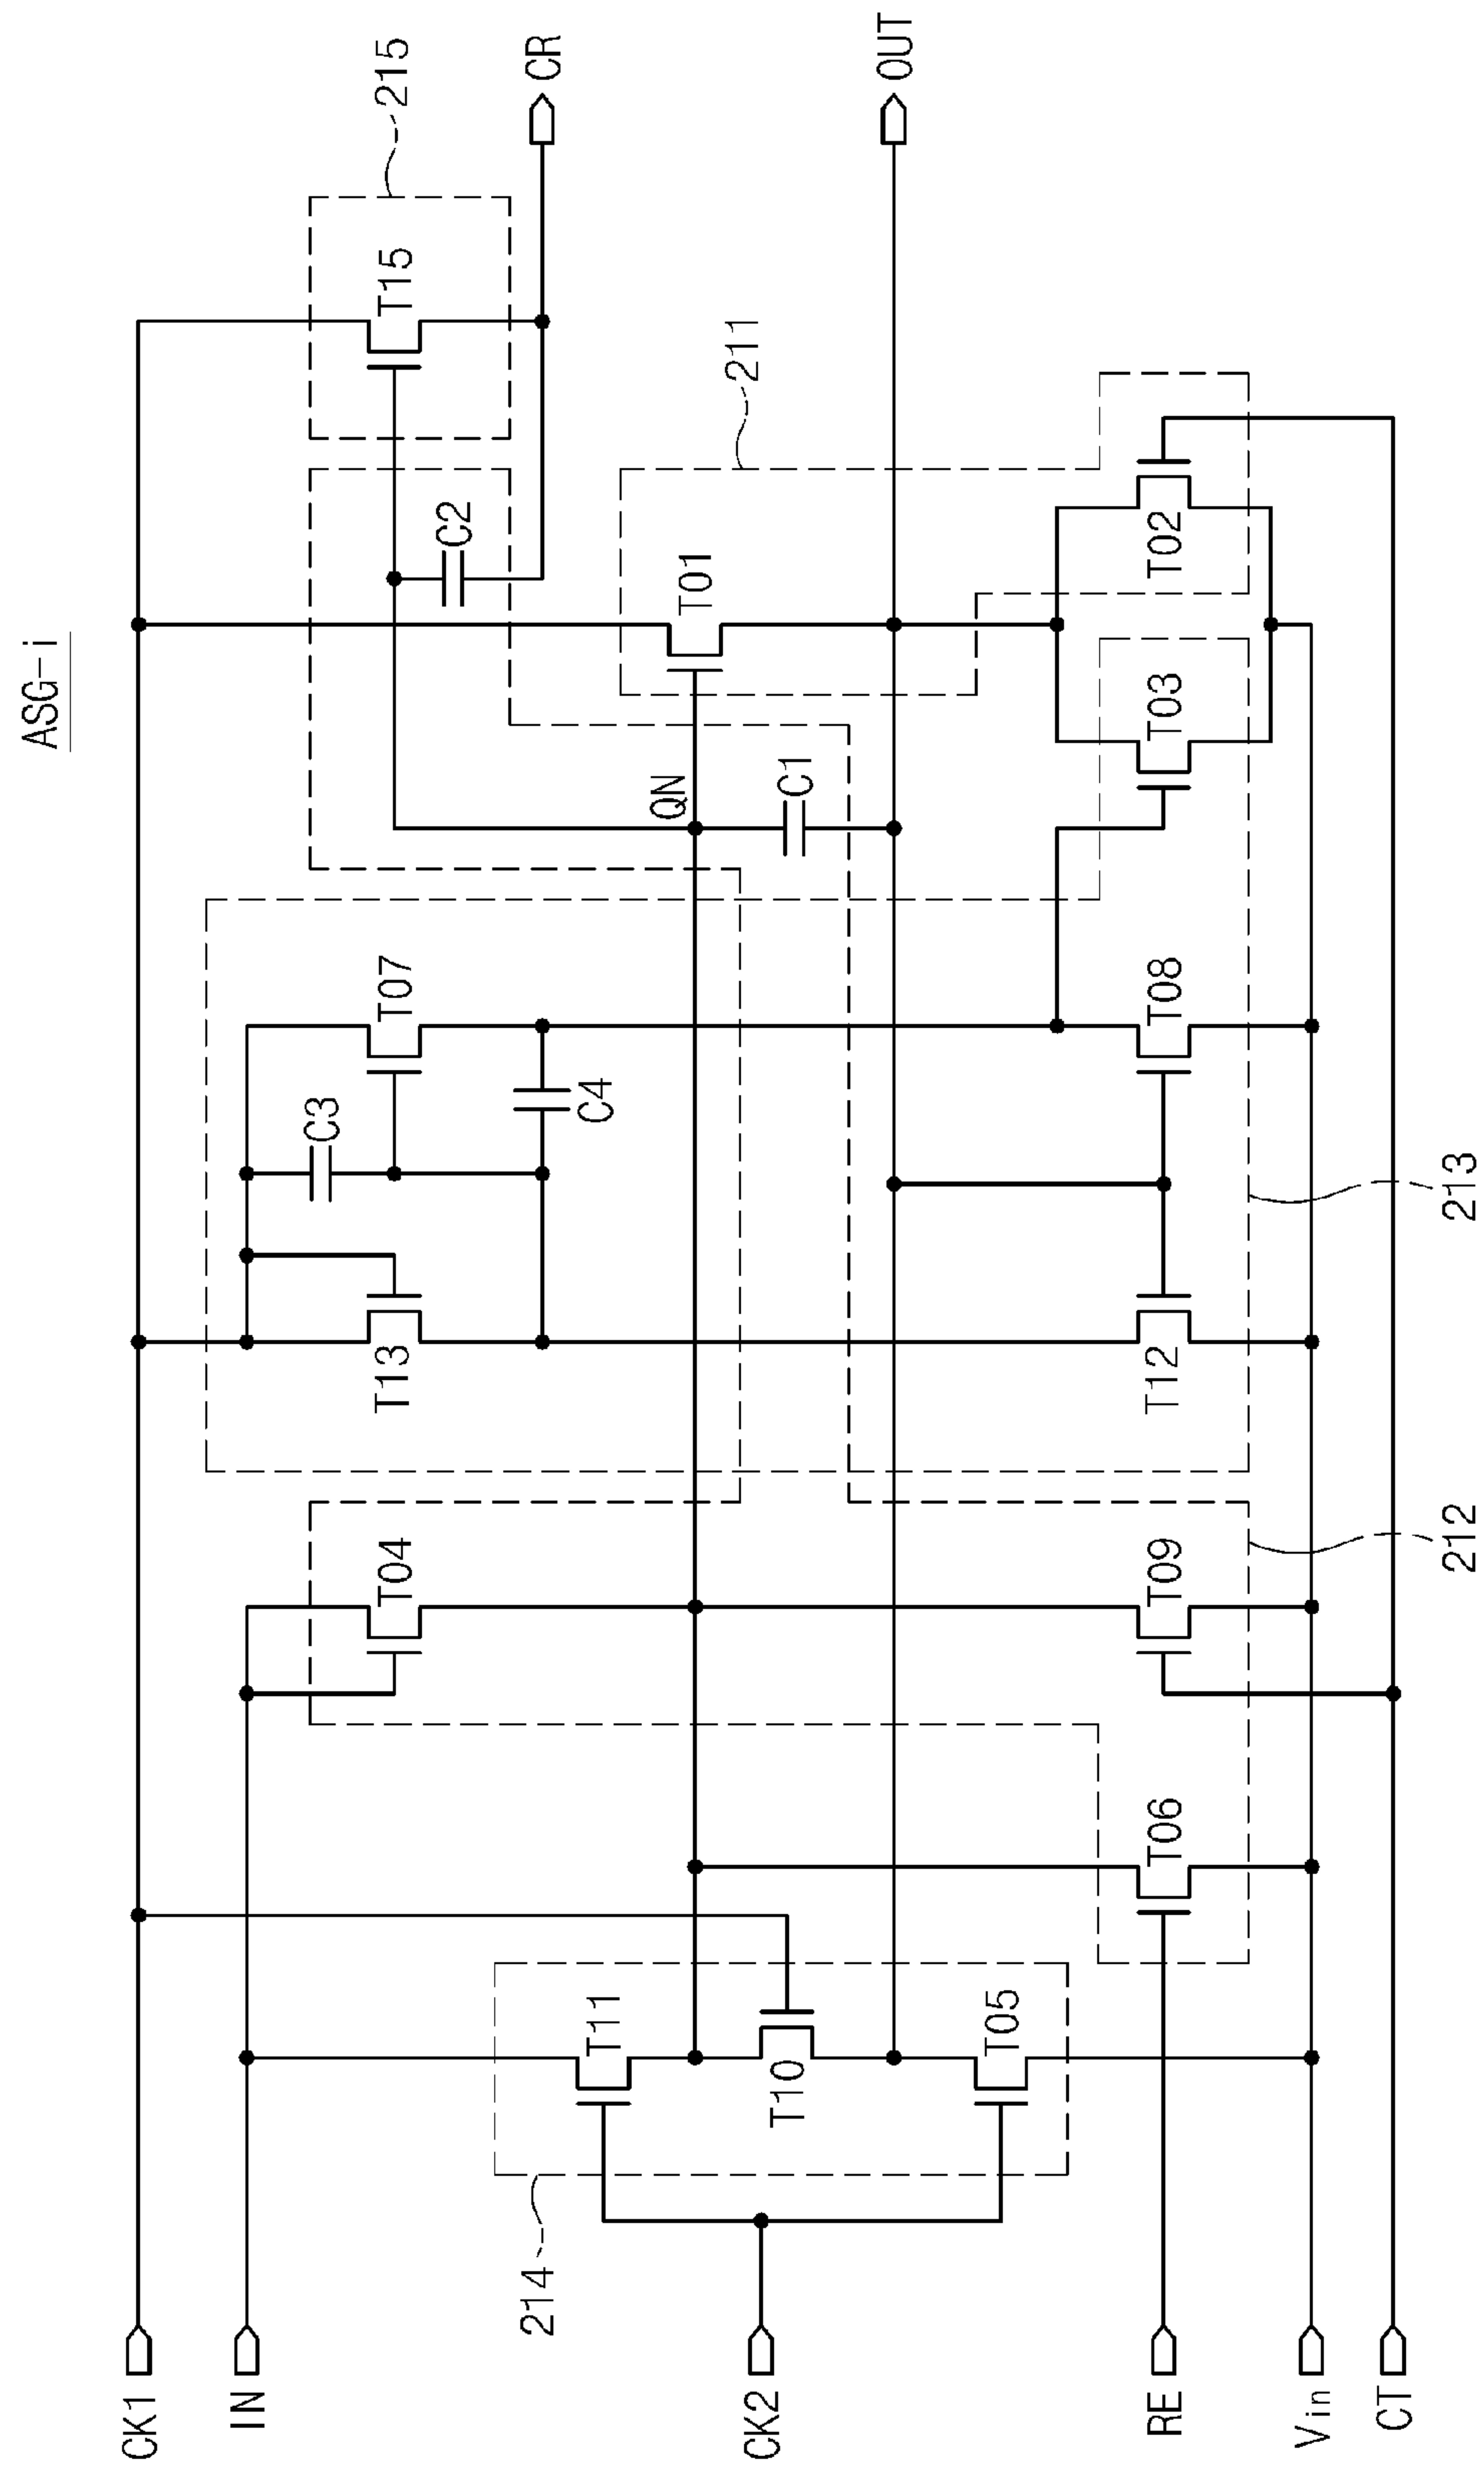 ASG-i
CK1
IN
CK2
RE
Vin
CT
CR
OUT
215
T15
C2
211
T01
QN
C1
T02
T03
T07
C3
C4
T13
T08
T12
213
T04
T09
212
T06
T11
T10
T05
214